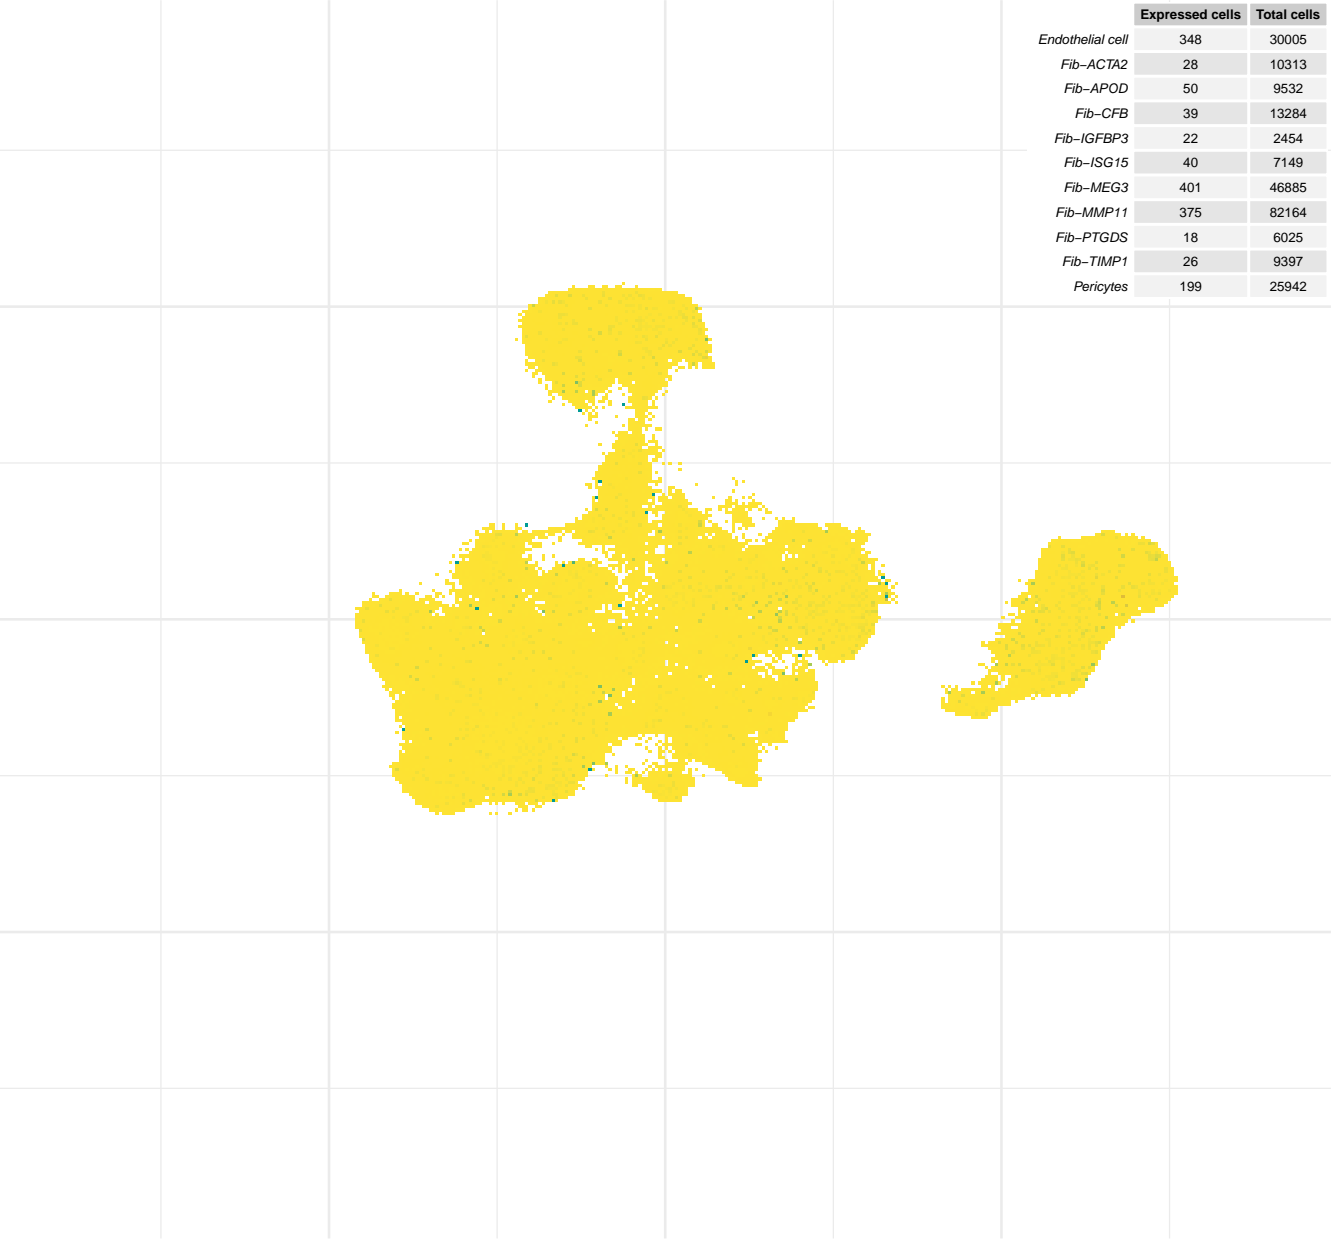 Expressed cells Total cells
Endothelial cell 348 30005
Fib−ACTA2 28 10313
Fib−APOD 50 9532
Fib−CFB 39 13284
Fib−IGFBP3 22 2454
Fib−ISG15 40 7149
Fib−MEG3 401 46885
Fib−MMP11 375 82164
Fib−PTGDS 18 6025
Fib−TIMP1 26 9397
Pericytes 199 25942